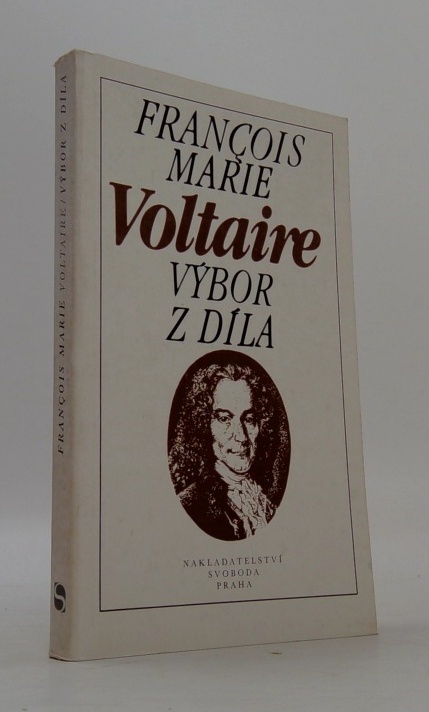 FRANÇOIS
MARIE
Voltaire
VÝBOR
Z DÍLA
NAKLADATELSTVÍ
SVOBODA
PRAHA
FRANÇOIS MARIE VOLTAIRE/VÝBOR Z DÍLA
S